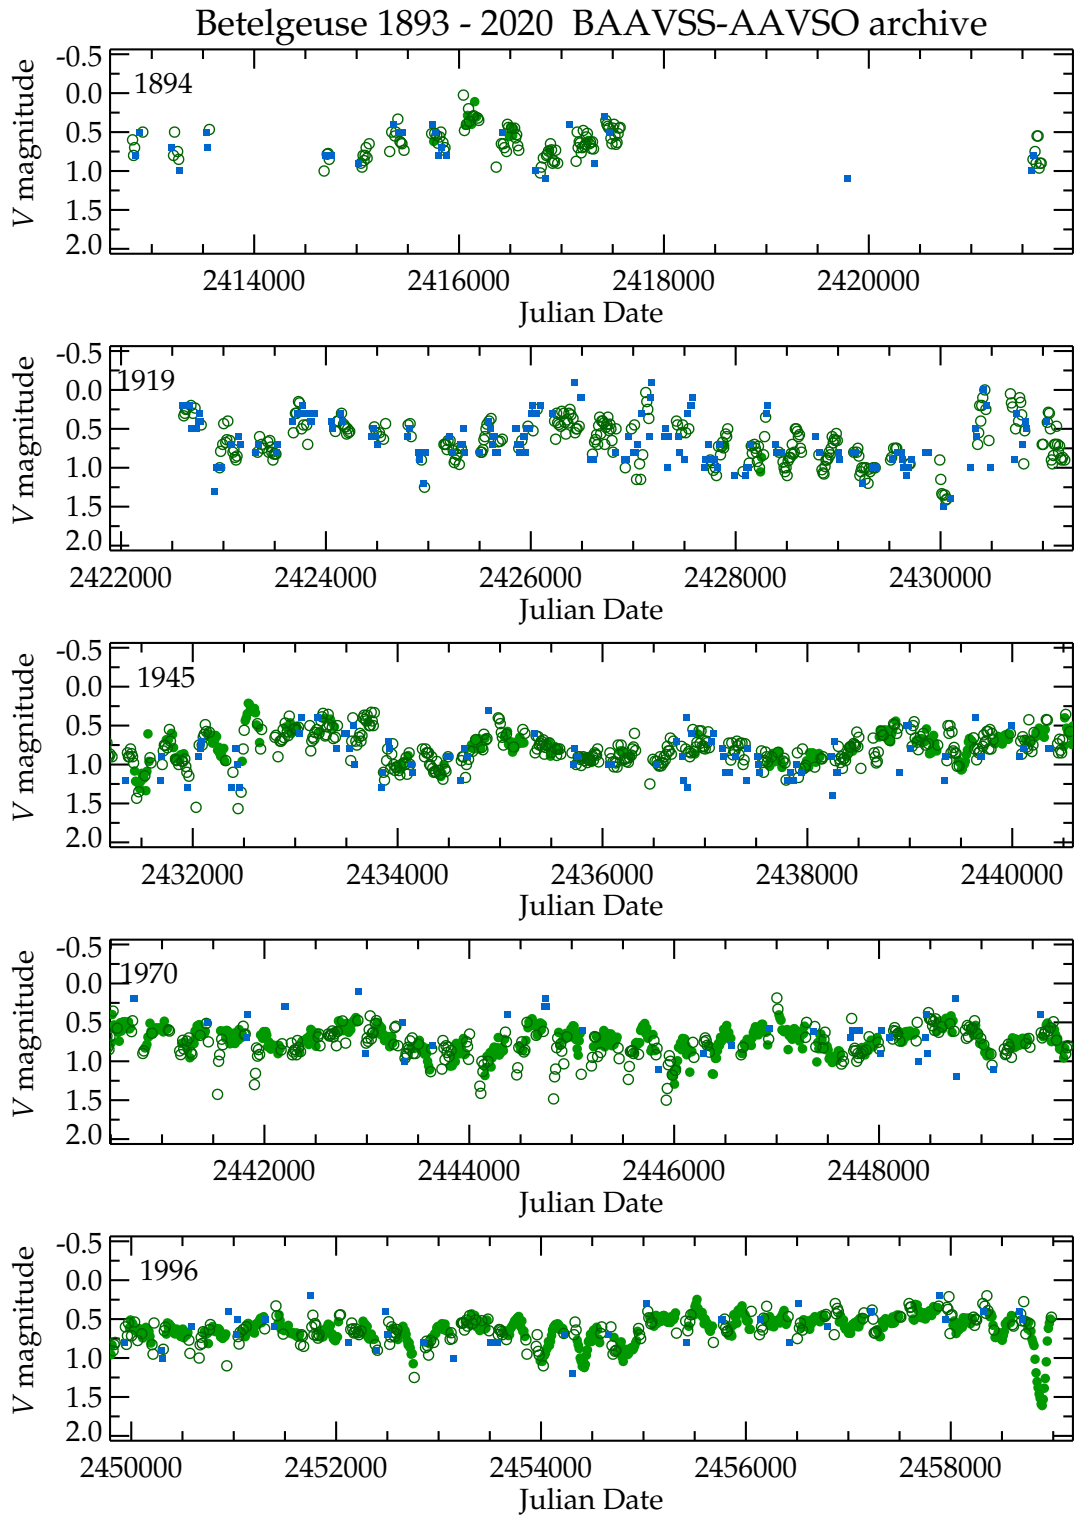 Betelgeuse 1893 - 2020 BAAVSS-AAVSO archive
V magnitude
-0.5
0.0
0.5
1.0
1.5
2.0
1894
2414000 2416000 2418000 2420000
Julian Date
V magnitude
-0.5
0.0
0.5
1.0
1.5
2.0
1919
2422000 2424000 2426000 2428000 2430000
Julian Date
V magnitude
-0.5
0.0
0.5
1.0
1.5
2.0
1945
2432000 2434000 2436000 2438000 2440000
Julian Date
V magnitude
-0.5
0.0
0.5
1.0
1.5
2.0
1970
2442000 2444000 2446000 2448000
Julian Date
V magnitude
-0.5
0.0
0.5
1.0
1.5
2.0
1996
2450000 2452000 2454000 2456000 2458000
Julian Date